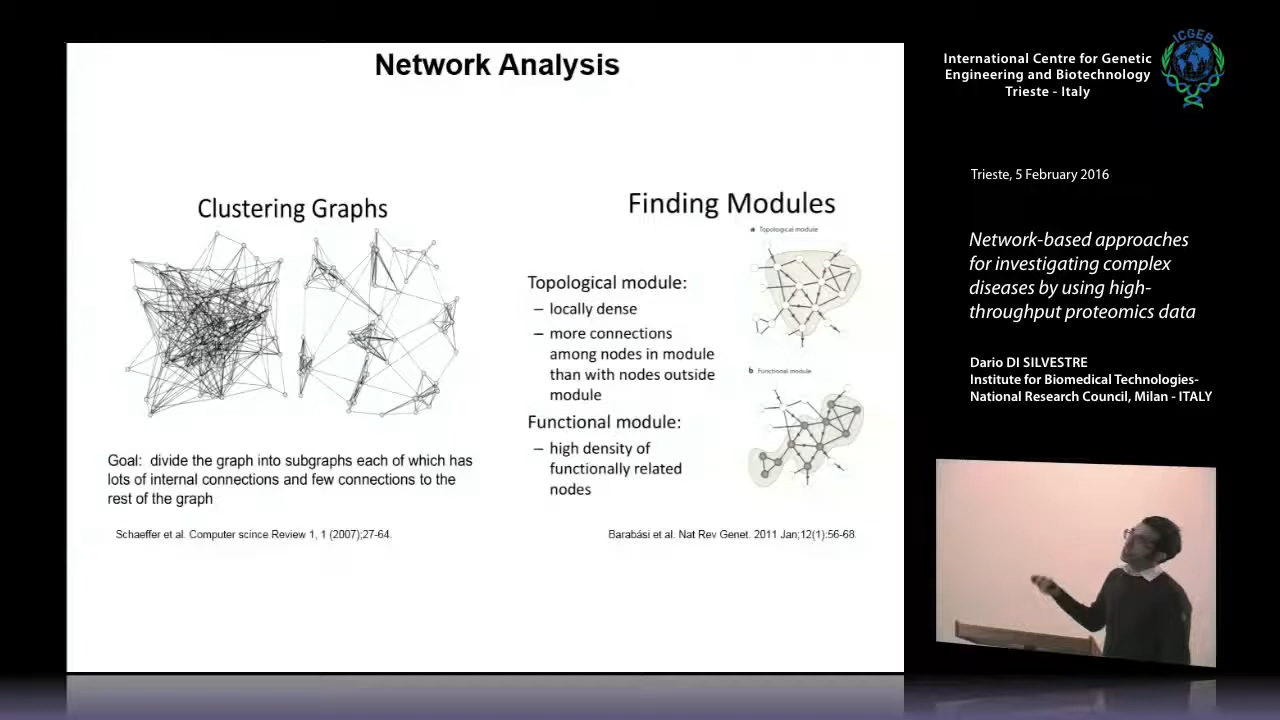 Network Analysis
Clustering Graphs
Goal: divide the graph into subgraphs each of which has
lots of internal connections and few connections to the
rest of the graph
Schaeffer et al. Computer scince Review 1, 1 (2007);27-64.
Finding Modules
Topological module:
– locally dense
– more connections
among nodes in module
than with nodes outside
module
Functional module:
– high density of
functionally related
nodes
a Topological module
b Functional module
Barabási et al. Nat Rev Genet. 2011 Jan;12(1):56-68.
International Centre for Genetic
Engineering and Biotechnology
Trieste - Italy
ICGEB
Trieste, 5 February 2016
Network-based approaches
for investigating complex
diseases by using high-
throughput proteomics data
Dario DI SILVESTRE
Institute for Biomedical Technologies-
National Research Council, Milan - ITALY